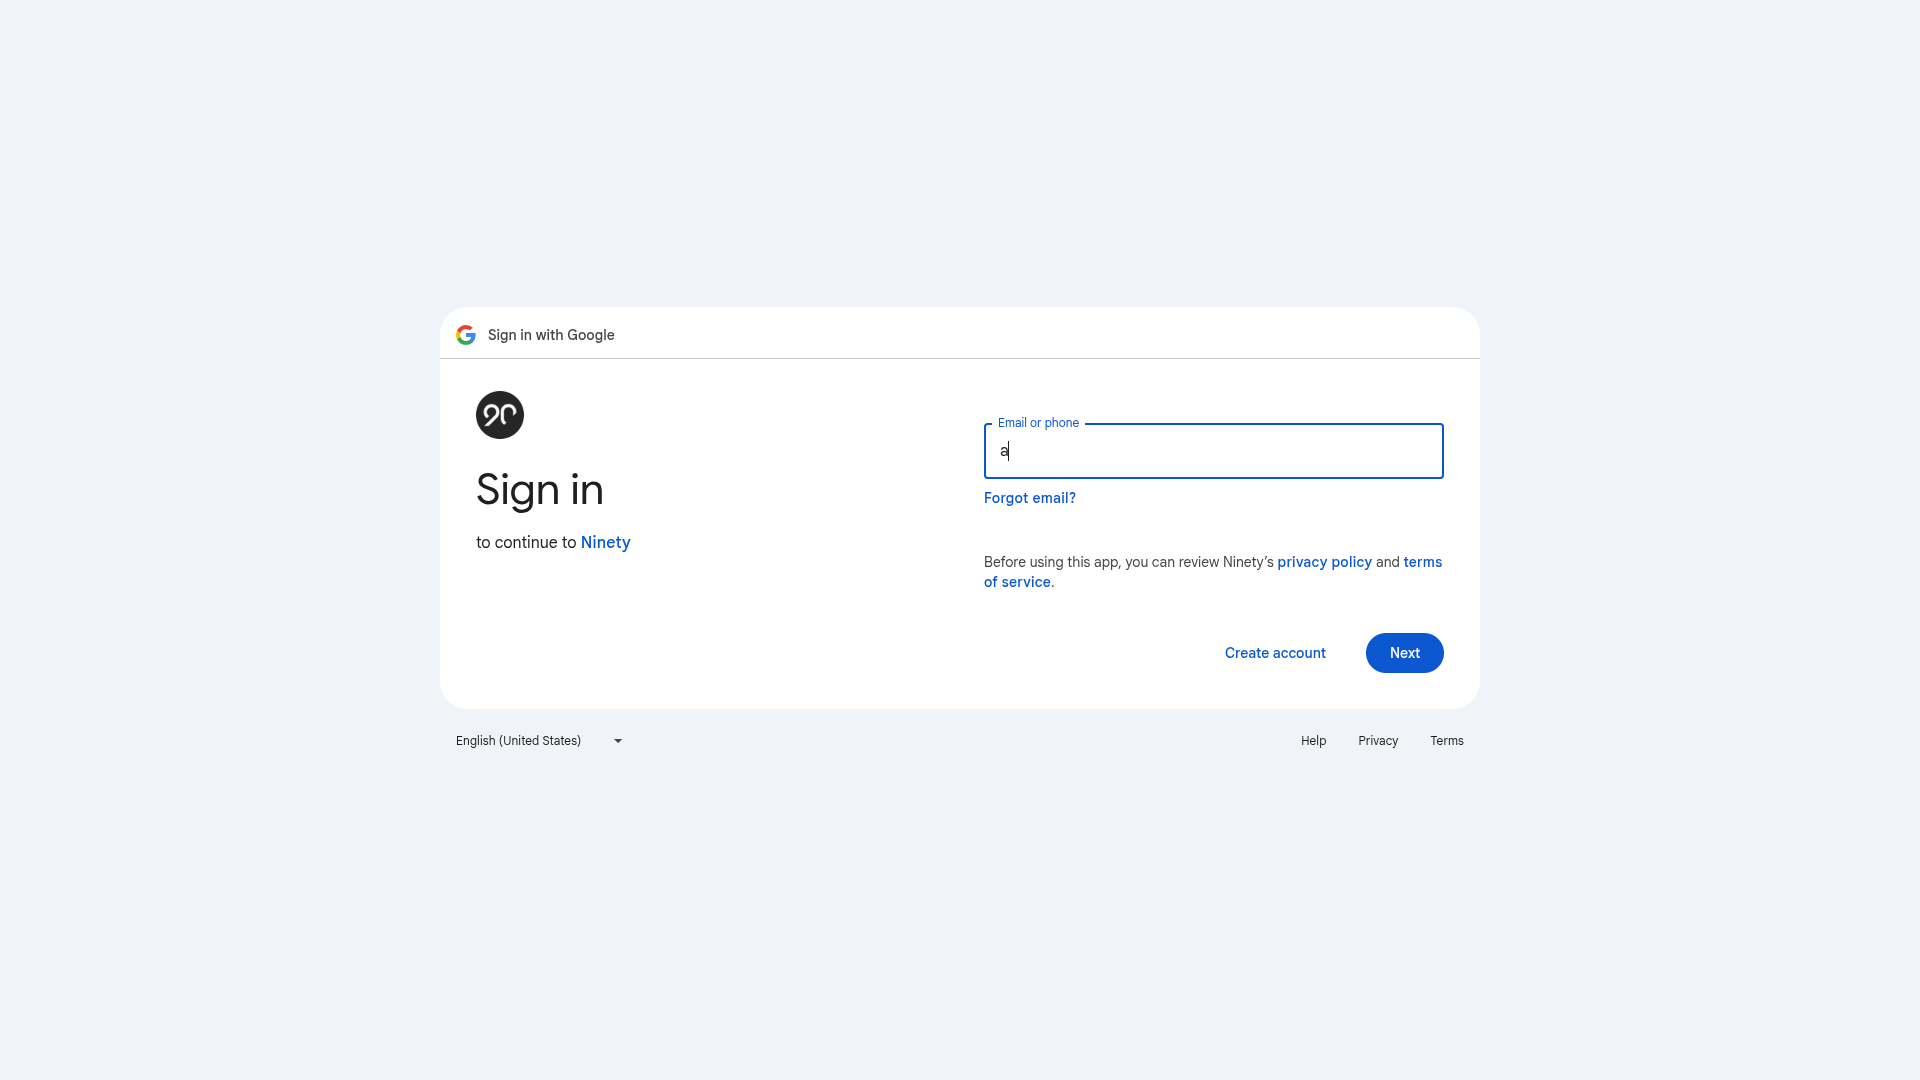 Sign in with Google
Sign in
to continue to Ninety
Email or phone
a
Forgot email?
Before using this app, you can review Ninety’s privacy policy and terms
of service.
Create account
Next
English (United States)
Help
Privacy
Terms